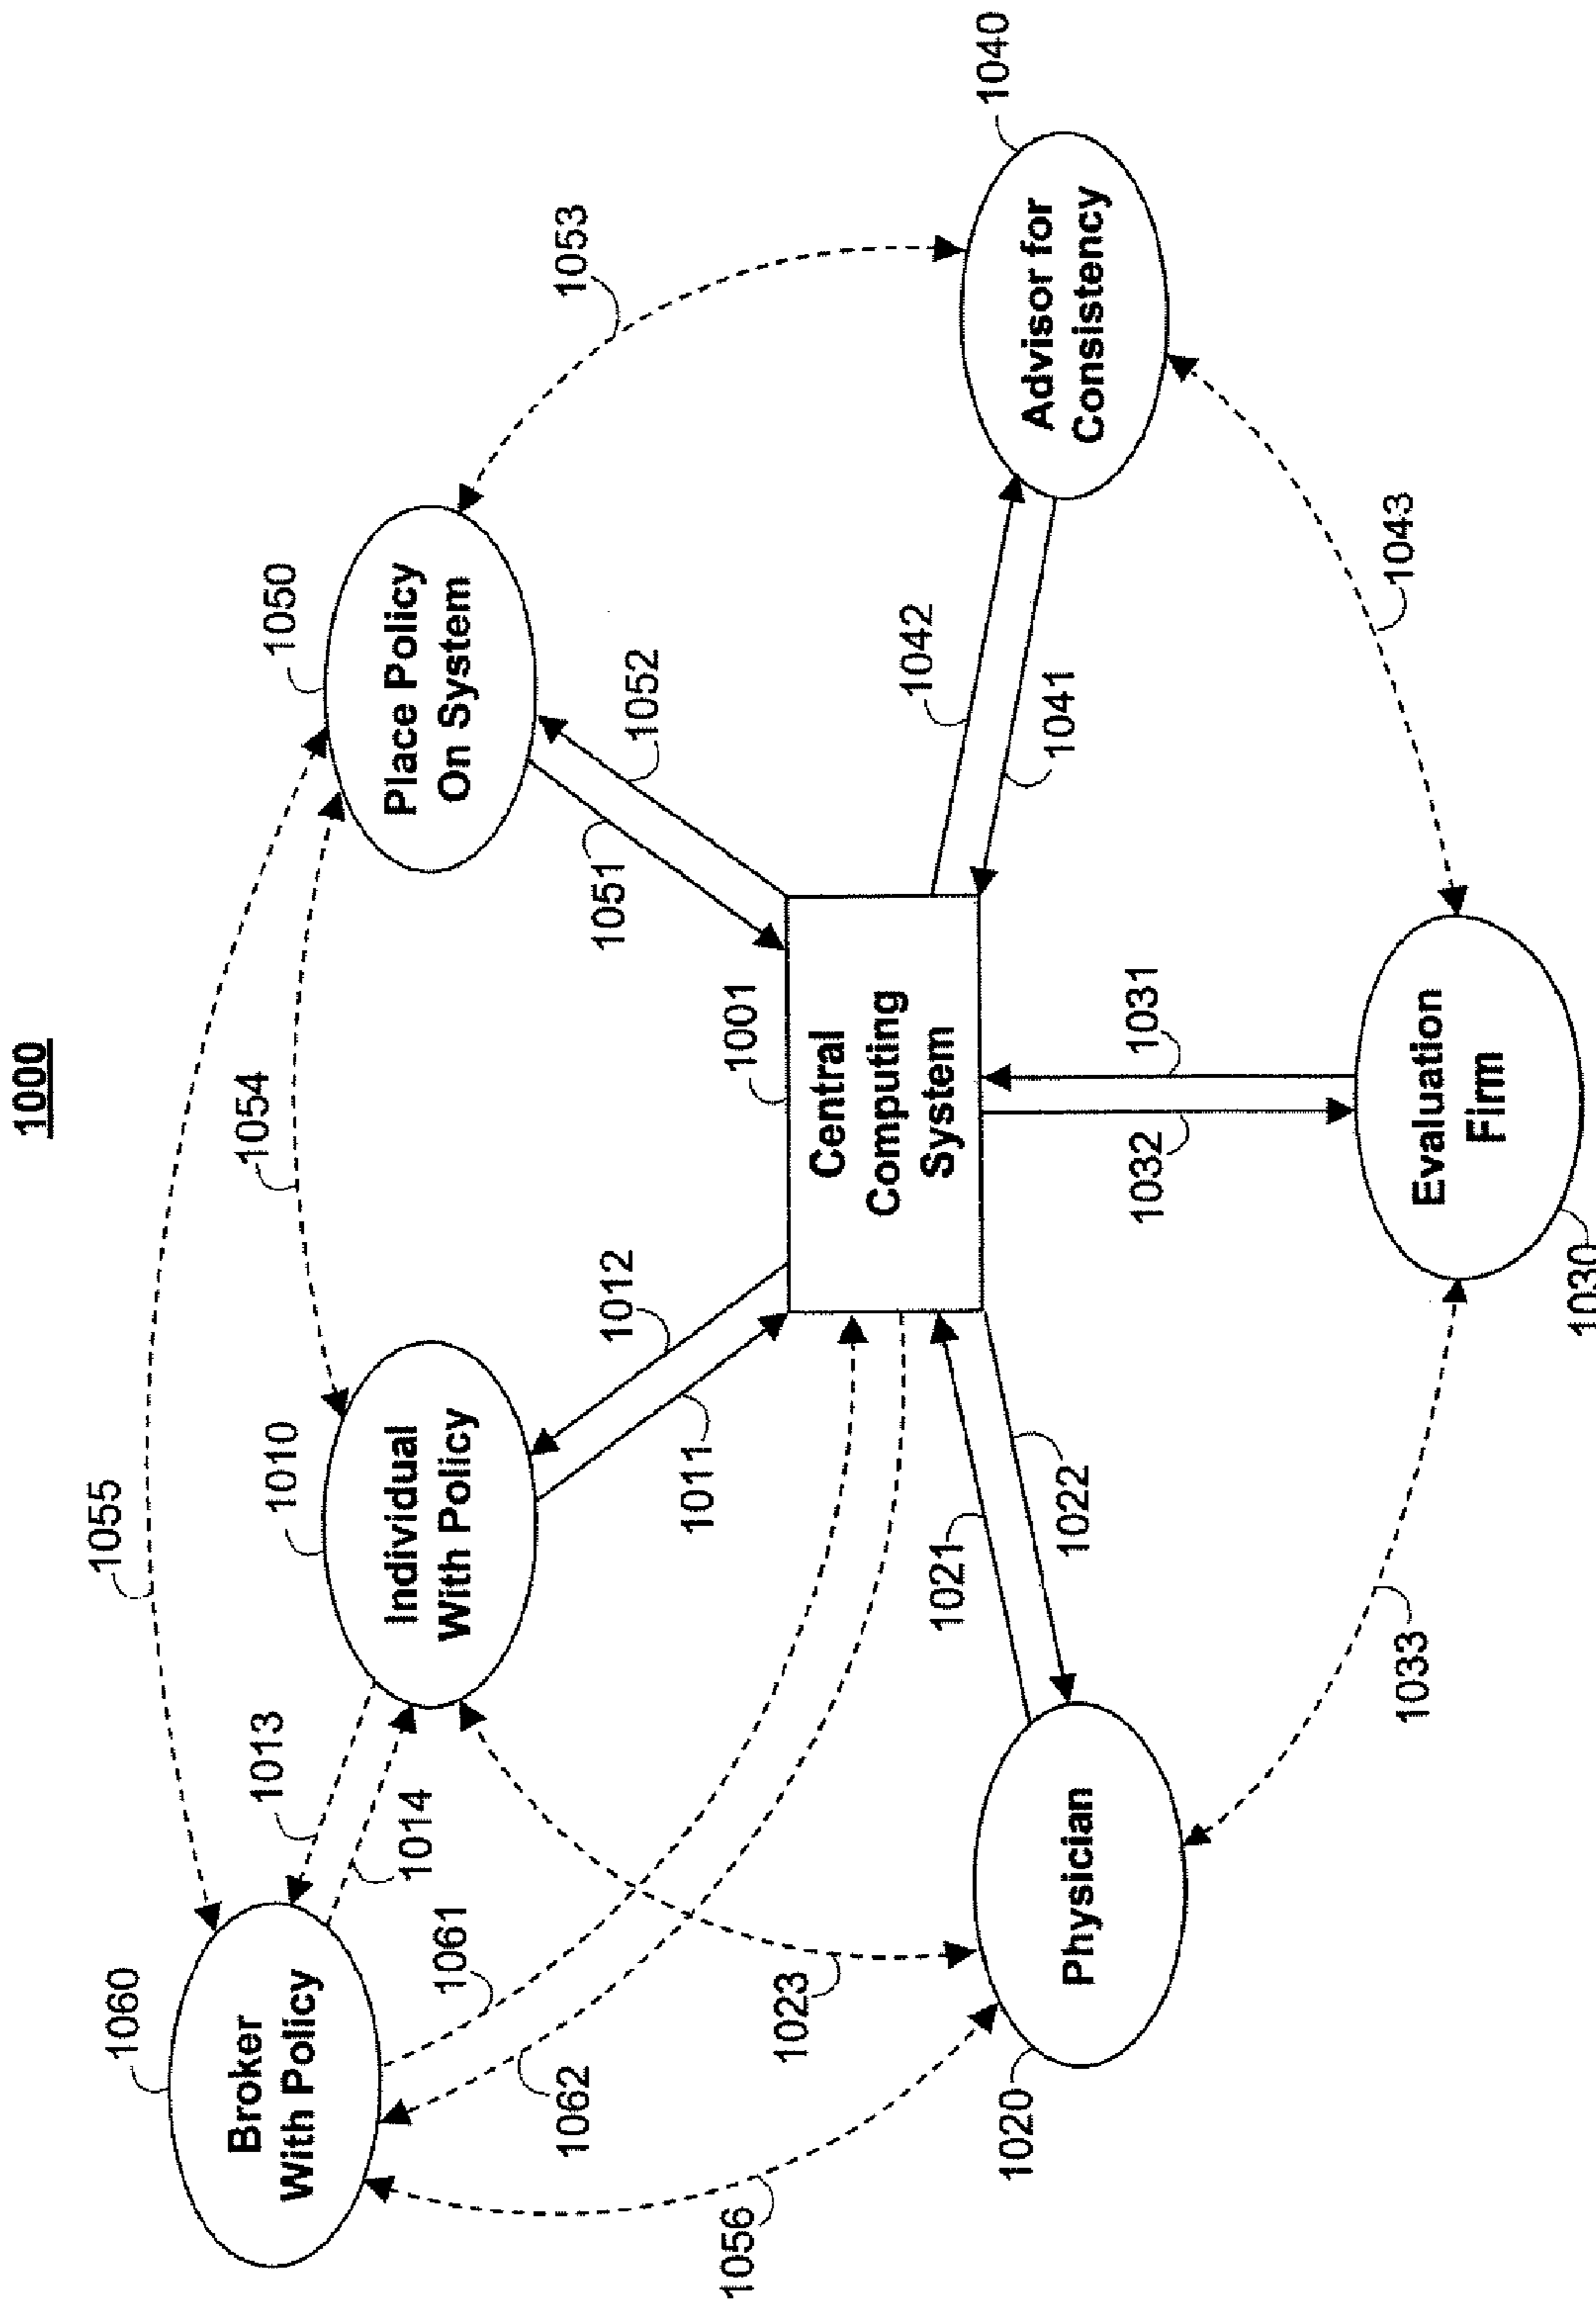 1000
1055
1060
Broker
With Policy
1013
1014
1010
Individual
With Policy
1054
1050
Place Policy
On System
1053
1061
1062
1012
1011
1001
Central
Computing
System
1051
1052
1056
1023
1020
Physician
1021
1022
1032
1031
1042
1041
1040
Advisor for
Consistency
1033
1030
Evaluation
Firm
1043